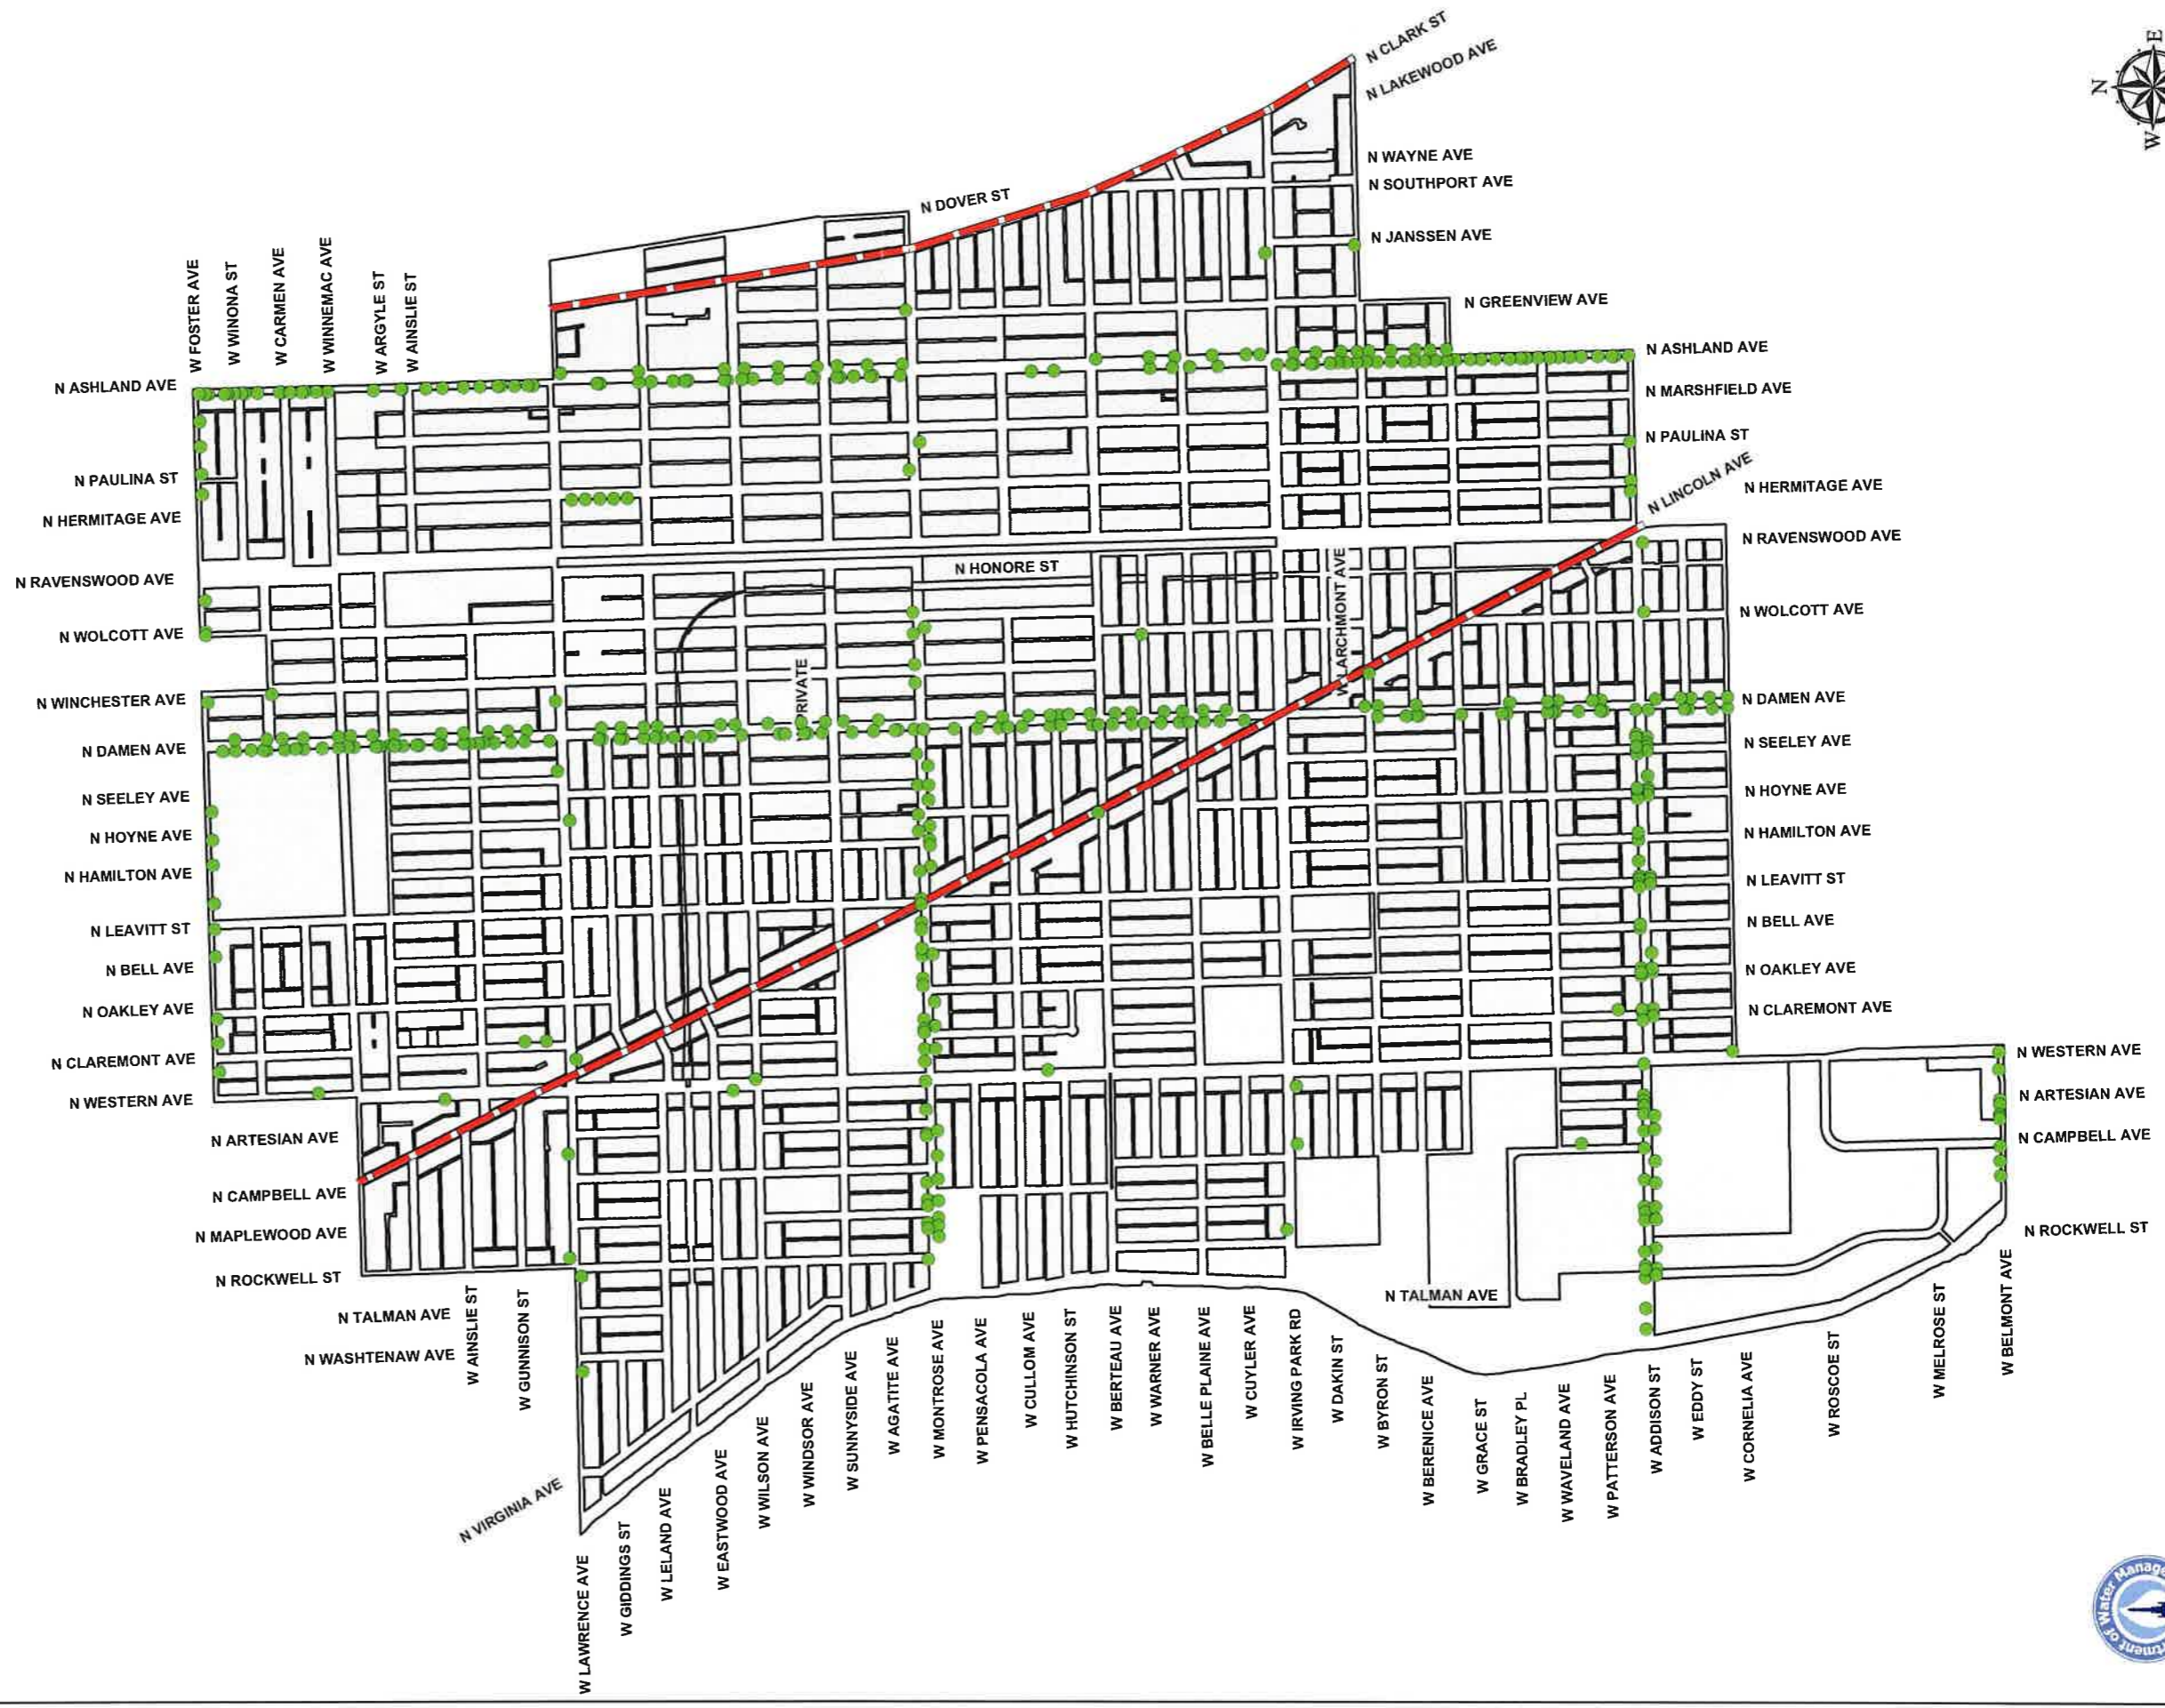 N CLARK ST
N LAKEWOOD AVE
E
N
W
N WAYNE AVE
N SOUTHPORT AVE
N DOVER ST
N JANSSEN AVE
N GREENVIEW AVE
W FOSTER AVE
W WINONA ST
W CARMEN AVE
W WINNEMAC AVE
W ARGYLE ST
W AINSLIE ST
N ASHLAND AVE
N ASHLAND AVE
N MARSHFIELD AVE
N PAULINA ST
N PAULINA ST
N LINCOLN AVE
N HERMITAGE AVE
N HERMITAGE AVE
N RAVENSWOOD AVE
N RAVENSWOOD AVE
N HONORE ST
W LARCHMONT AVE
N WOLCOTT AVE
N WOLCOTT AVE
PRIVATE
N WINCHESTER AVE
N DAMEN AVE
N DAMEN AVE
N SEELEY AVE
N SEELEY AVE
N HOYNE AVE
N HOYNE AVE
N HAMILTON AVE
N HAMILTON AVE
N LEAVITT ST
N LEAVITT ST
N BELL AVE
N BELL AVE
N OAKLEY AVE
N OAKLEY AVE
N CLAREMONT AVE
N CLAREMONT AVE
N WESTERN AVE
N WESTERN AVE
N ARTESIAN AVE
N ARTESIAN AVE
N CAMPBELL AVE
N CAMPBELL AVE
N MAPLEWOOD AVE
N ROCKWELL ST
N ROCKWELL ST
N TALMAN AVE
N TALMAN AVE
N WASHTENAW AVE
W AINSLIE ST
W GUNNISON ST
N VIRGINIA AVE
W LAWRENCE AVE
W GIDDINGS ST
W LELAND AVE
W EASTWOOD AVE
W WILSON AVE
W WINDSOR AVE
W SUNNYSIDE AVE
W AGATITE AVE
W MONTROSE AVE
W PENSACOLA AVE
W CULLOM AVE
W HUTCHINSON ST
W BERTEAU AVE
W WARNER AVE
W BELLE PLAINE AVE
W CUYLER AVE
W IRVING PARK RD
W DAKIN ST
W BYRON ST
W BERENICE AVE
W GRACE ST
W BRADLEY PL
W WAVELAND AVE
W PATTERSON AVE
W ADDISON ST
W EDDY ST
W CORNELIA AVE
W ROSCOE ST
W MELROSE ST
W BELMONT AVE
of Water